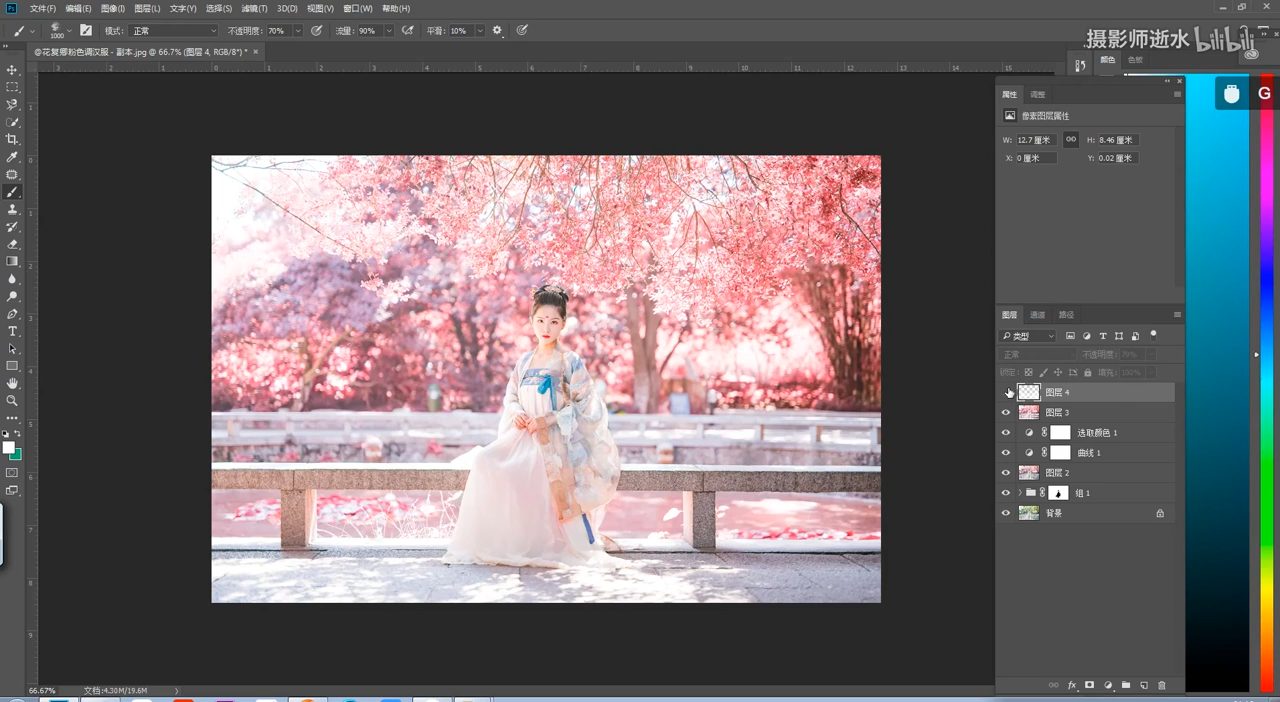 文件(F) 编辑(E) 图像(I) 图层(L) 文字(Y) 选择(S) 滤镜(T) 3D(D) 视图(V) 窗口(W) 帮助(H)
1000 模式: 正常 不透明度: 70% 流量: 90% 平滑: 10%
摄影师逝水 bilibili
@花复卿粉色调汉服 - 副本.jpg @ 66.7% (图层 4, RGB/8*) *
颜色 色板
G
属性 调整
像素图层属性
W: 12.7 厘米 H: 8.46 厘米
X: 0 厘米 Y: 0.02 厘米
图层 通道 路径
类型
正常 不透明度: 79%
锁定: 填充: 100%
图层 4
图层 3
选取颜色 1
曲线 1
图层 2
组 1
背景
66.67% 文档:4.30M/19.6M